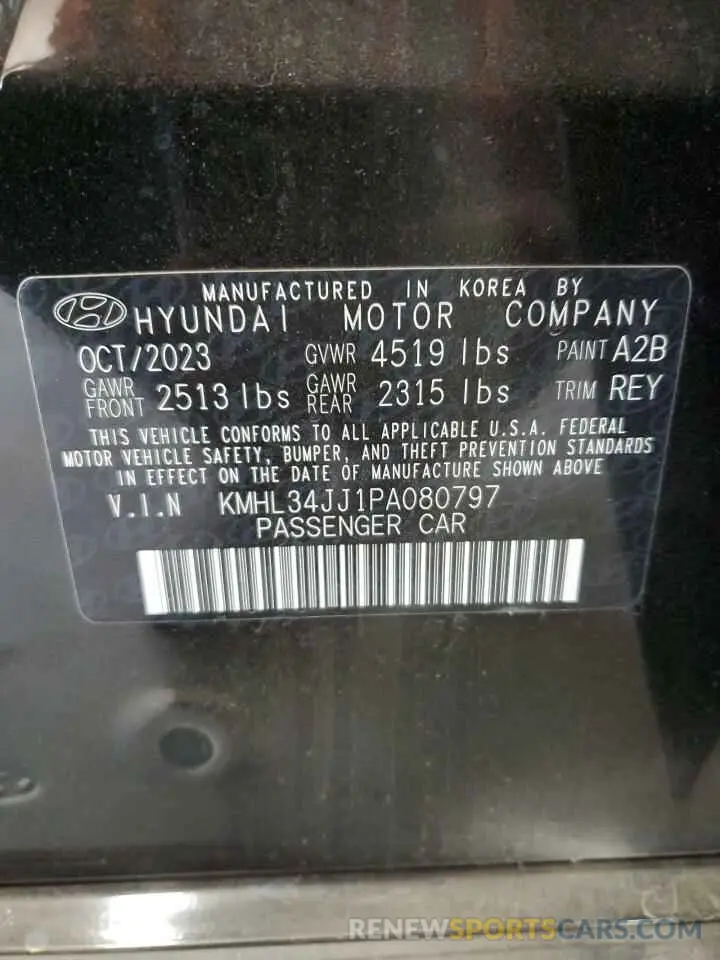 MANUFACTURED IN KOREA BY
HYUNDAI MOTOR COMPANY
OCT/2023 GVWR 4519 lbs PAINT A2B
GAWR FRONT 2513 lbs GAWR REAR 2315 lbs TRIM REY
THIS VEHICLE CONFORMS TO ALL APPLICABLE U.S.A. FEDERAL
MOTOR VEHICLE SAFETY, BUMPER, AND THEFT PREVENTION STANDARDS
IN EFFECT ON THE DATE OF MANUFACTURE SHOWN ABOVE
V.I.N KMHL34JJ1PA080797
PASSENGER CAR
RENEWSPORTSCARS.COM